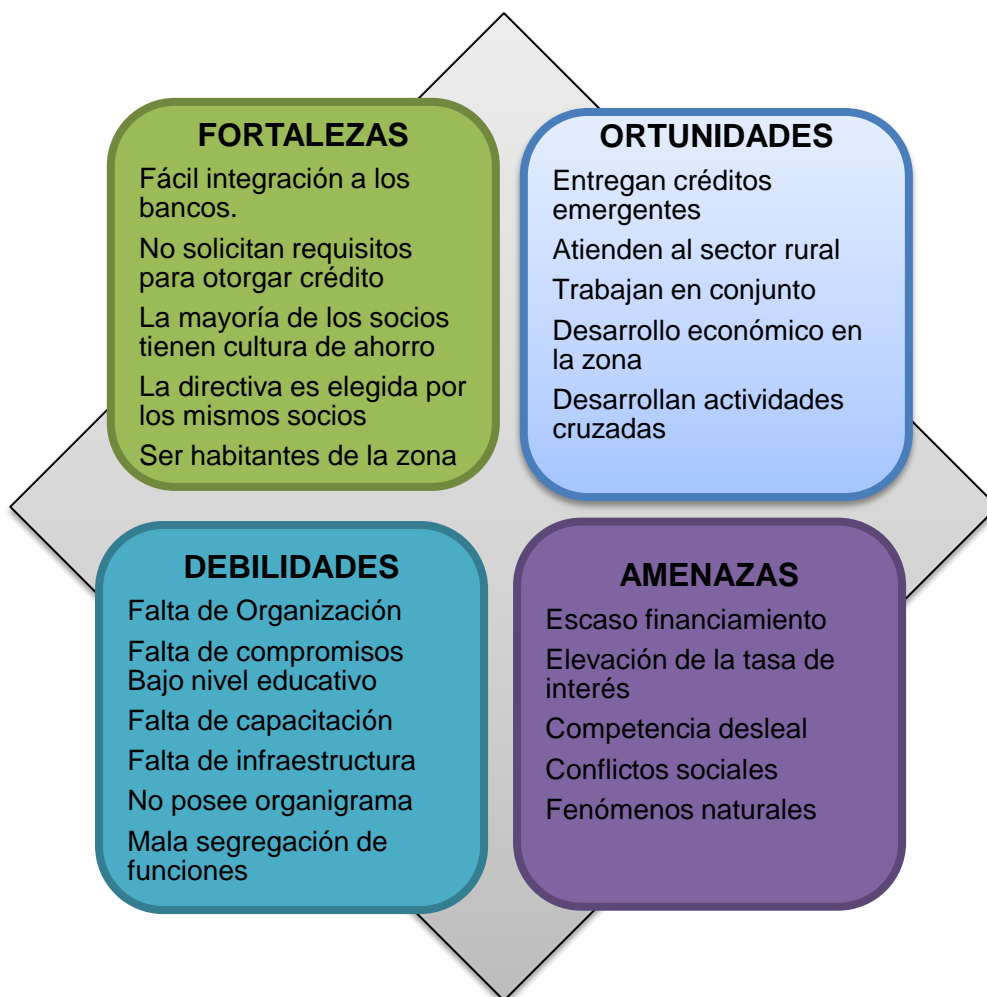 FORTALEZAS
Fácil integración a los
bancos.
No solicitan requisitos
para otorgar crédito
La mayoría de los socios
tienen cultura de ahorro
La directiva es elegida por
los mismos socios
Ser habitantes de la zona
ORTUNIDADES
Entregan créditos
emergentes
Atienden al sector rural
Trabajan en conjunto
Desarrollo económico en
la zona
Desarrollan actividades
cruzadas
DEBILIDADES
Falta de Organización
Falta de compromisos
Bajo nivel educativo
Falta de capacitación
Falta de infraestructura
No posee organigrama
Mala segregación de
funciones
AMENAZAS
Escaso financiamiento
Elevación de la tasa de
interés
Competencia desleal
Conflictos sociales
Fenómenos naturales